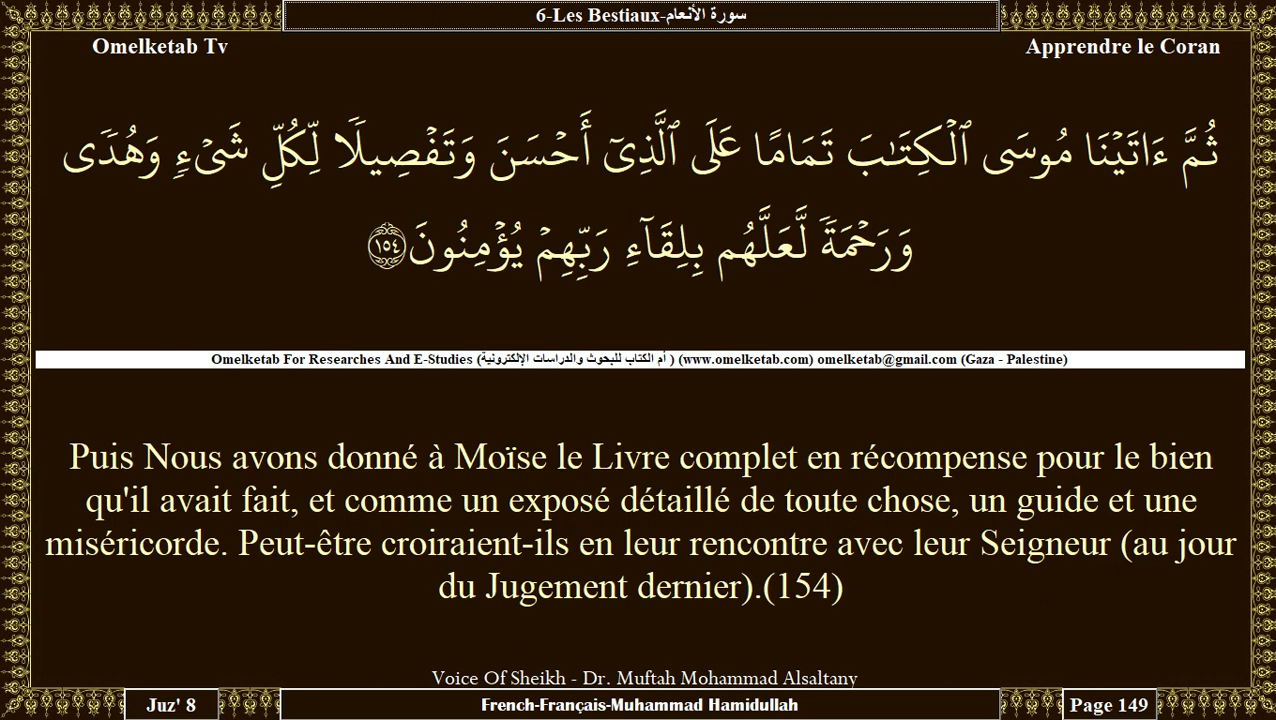 6-Les Bestiaux-سورة الأنعام
Omelketab Tv
Apprendre le Coran
ثُمَّ ءَاتَيْنَا مُوسَى ٱلْكِتَـٰبَ تَمَامًا عَلَى ٱلَّذِىٓ أَحْسَنَ وَتَفْصِيلًا لِّكُلِّ شَىْءٍ وَهُدًى
وَرَحْمَةً لَّعَلَّهُم بِلِقَآءِ رَبِّهِمْ يُؤْمِنُونَ ١٥٤
Omelketab For Researches And E-Studies (أم الكتاب للبحوث والدراسات الإلكترونية ) (www.omelketab.com) omelketab@gmail.com (Gaza - Palestine)
Puis Nous avons donné à Moïse le Livre complet en récompense pour le bien
qu'il avait fait, et comme un exposé détaillé de toute chose, un guide et une
miséricorde. Peut-être croiraient-ils en leur rencontre avec leur Seigneur (au jour
du Jugement dernier).(154)
Voice Of Sheikh - Dr. Muftah Mohammad Alsaltany
Juz' 8
French-Français-Muhammad Hamidullah
Page 149